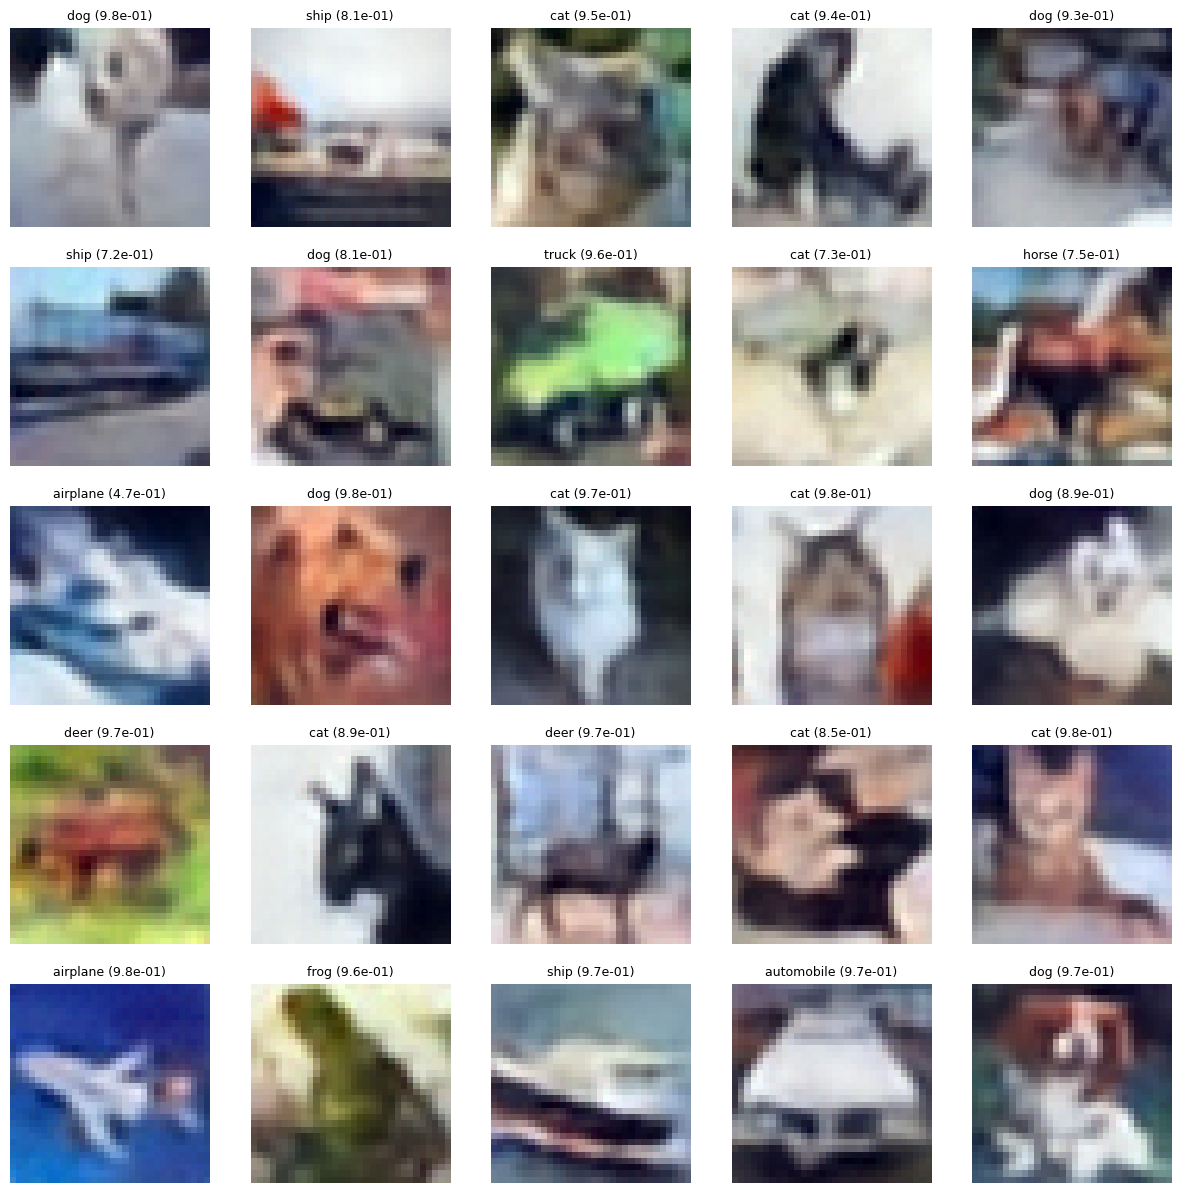 dog (9.8e-01)
ship (8.1e-01)
cat (9.5e-01)
cat (9.4e-01)
dog (9.3e-01)
ship (7.2e-01)
dog (8.1e-01)
truck (9.6e-01)
cat (7.3e-01)
horse (7.5e-01)
airplane (4.7e-01)
dog (9.8e-01)
cat (9.7e-01)
cat (9.8e-01)
dog (8.9e-01)
deer (9.7e-01)
cat (8.9e-01)
deer (9.7e-01)
cat (8.5e-01)
cat (9.8e-01)
airplane (9.8e-01)
frog (9.6e-01)
ship (9.7e-01)
automobile (9.7e-01)
dog (9.7e-01)